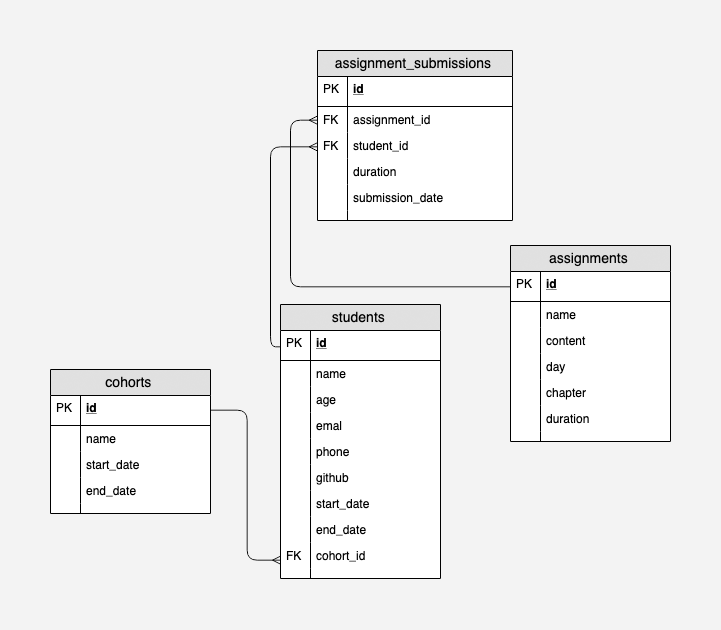 assignment_submissions
PK id
FK assignment_id
FK student_id
duration
submission_date
assignments
PK id
name
content
day
chapter
duration
students
PK id
name
age
emal
phone
github
start_date
end_date
FK cohort_id
cohorts
PK id
name
start_date
end_date